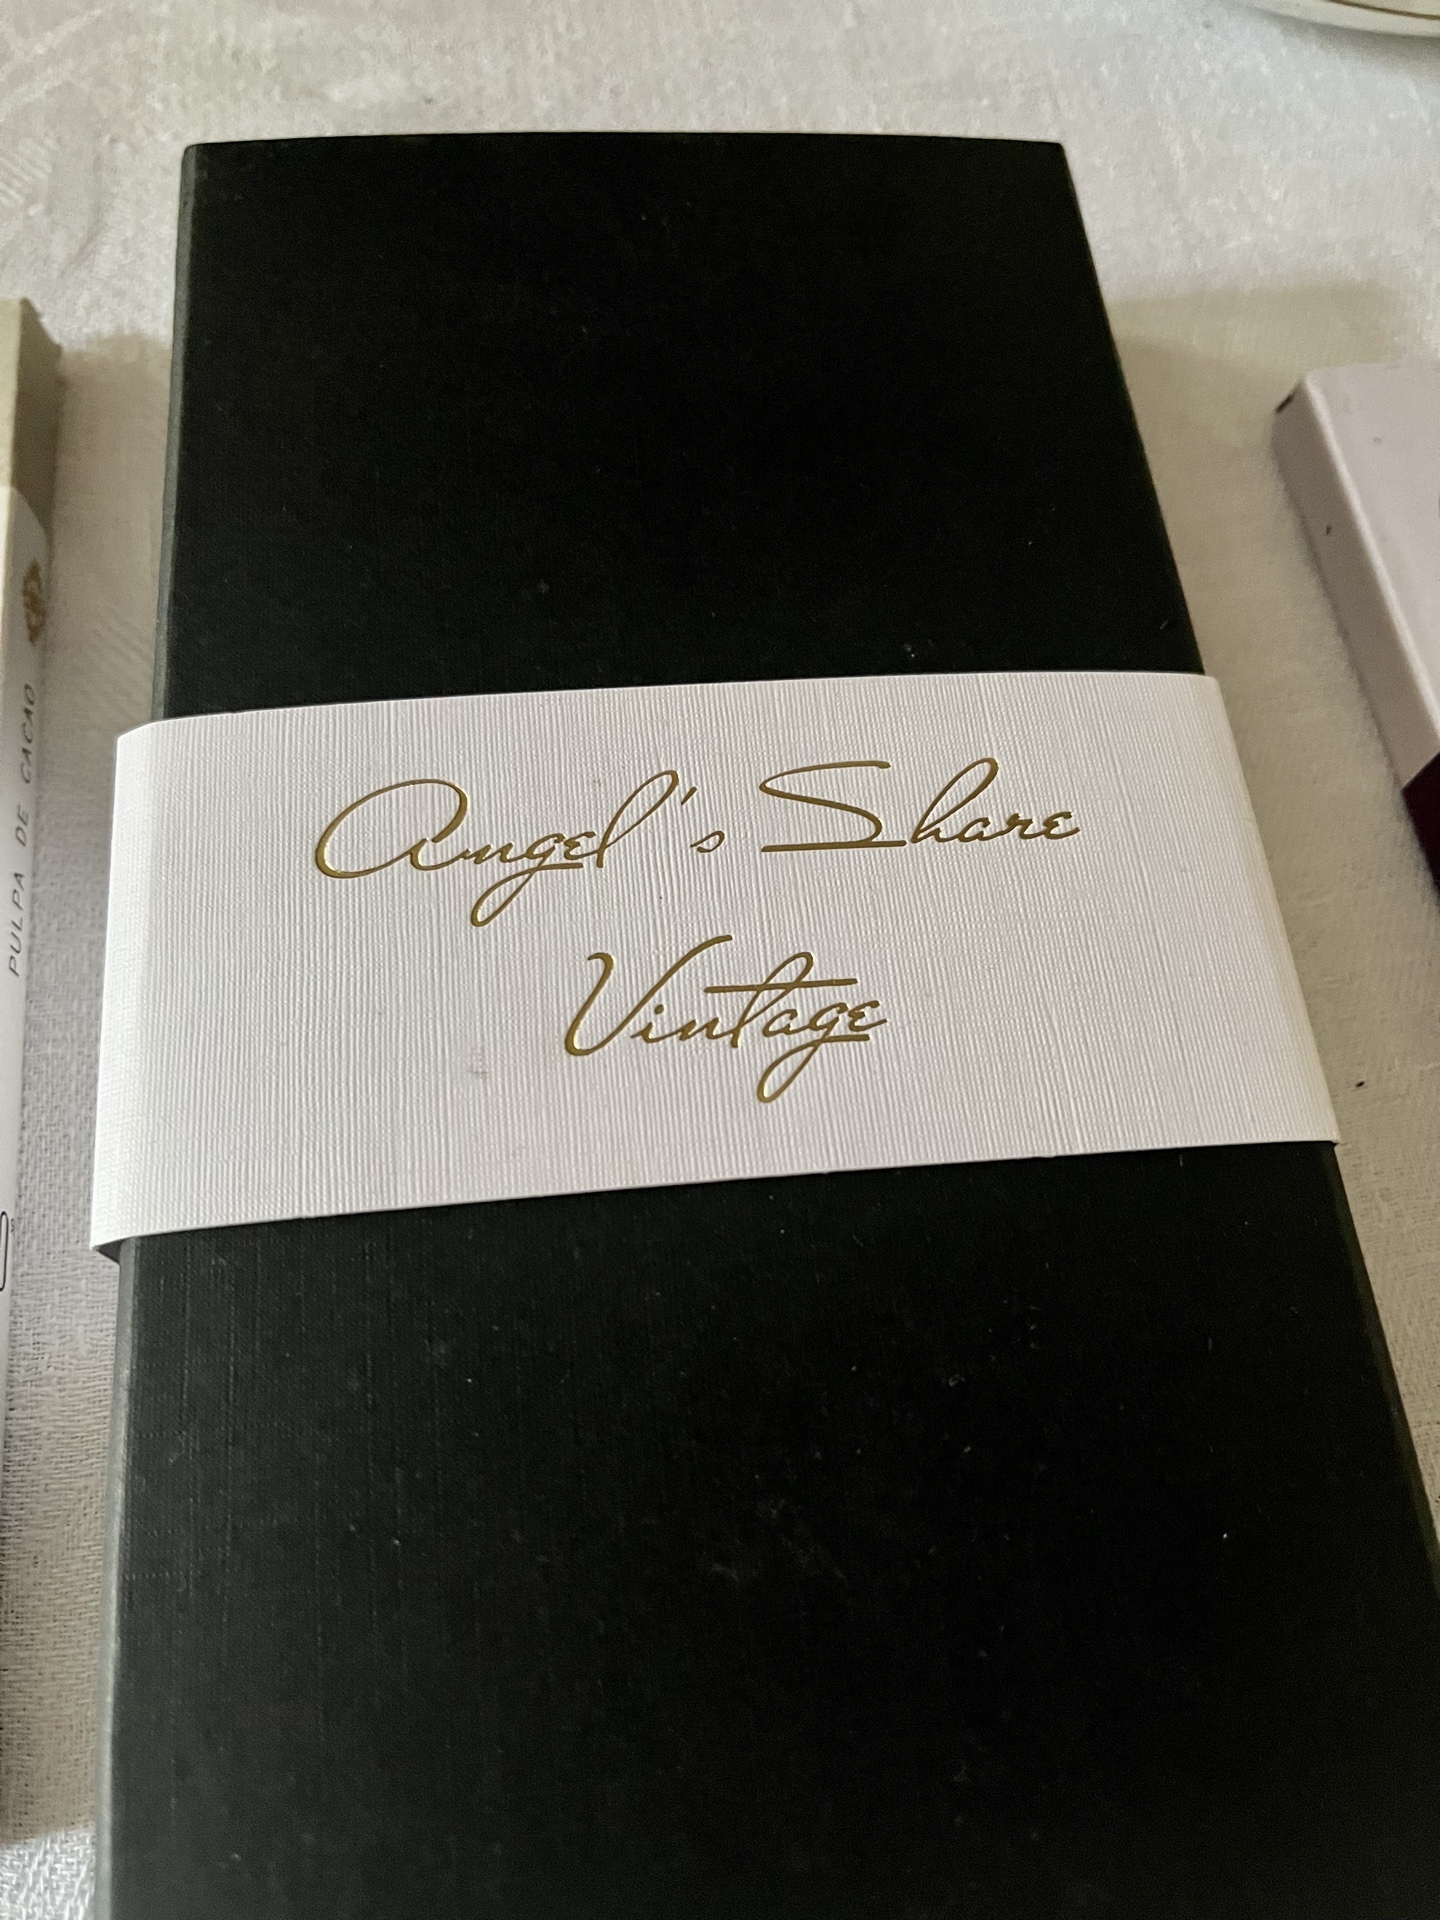 Angel's Share
Vintage
PULPA DE CACAO